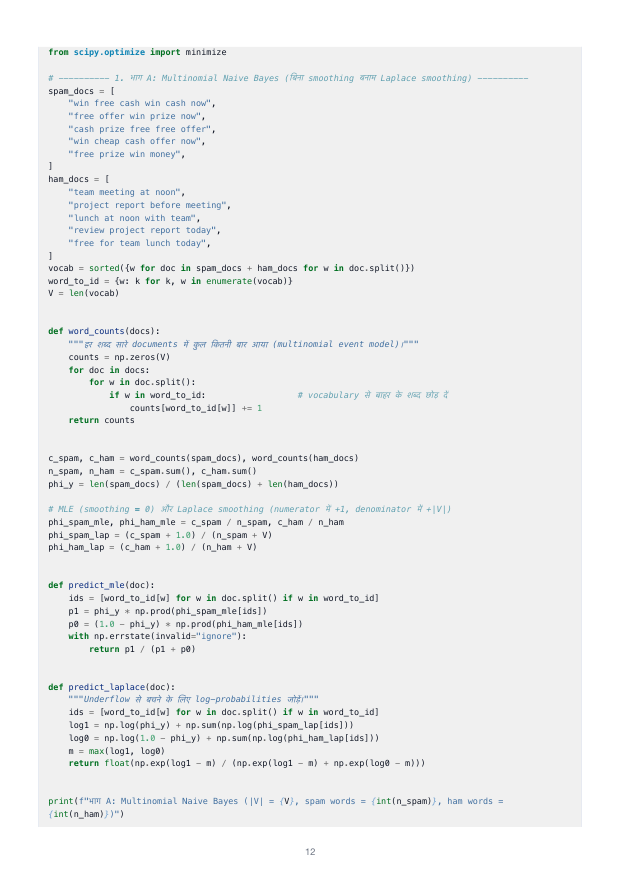 from scipy.optimize import minimize
# −−−−−−−−−− 1. भाग A: Multinomial Naive Bayes (बिना smoothing बनाम Laplace smoothing) −−−−−−−−−−
spam_docs = [
    "win free cash win cash now",
    "free offer win prize now",
    "cash prize free free offer",
    "win cheap cash offer now",
    "free prize win money",
]
ham_docs = [
    "team meeting at noon",
    "project report before meeting",
    "lunch at noon with team",
    "review project report today",
    "free for team lunch today",
]
vocab = sorted({w for doc in spam_docs + ham_docs for w in doc.split()})
word_to_id = {w: k for k, w in enumerate(vocab)}
V = len(vocab)
def word_counts(docs):
    """हर शब्द सारे documents में कुल कितनी बार आया (multinomial event model)।"""
    counts = np.zeros(V)
    for doc in docs:
        for w in doc.split():
            if w in word_to_id:                  # vocabulary से बाहर के शब्द छोड़ दें
                counts[word_to_id[w]] += 1
    return counts
c_spam, c_ham = word_counts(spam_docs), word_counts(ham_docs)
n_spam, n_ham = c_spam.sum(), c_ham.sum()
phi_y = len(spam_docs) / (len(spam_docs) + len(ham_docs))
# MLE (smoothing = 0) और Laplace smoothing (numerator में +1, denominator में +|V|)
phi_spam_mle, phi_ham_mle = c_spam / n_spam, c_ham / n_ham
phi_spam_lap = (c_spam + 1.0) / (n_spam + V)
phi_ham_lap = (c_ham + 1.0) / (n_ham + V)
def predict_mle(doc):
    ids = [word_to_id[w] for w in doc.split() if w in word_to_id]
    p1 = phi_y * np.prod(phi_spam_mle[ids])
    p0 = (1.0 − phi_y) * np.prod(phi_ham_mle[ids])
    with np.errstate(invalid="ignore"):
        return p1 / (p1 + p0)
def predict_laplace(doc):
    """Underflow से बचने के लिए log−probabilities जोड़ें।"""
    ids = [word_to_id[w] for w in doc.split() if w in word_to_id]
    log1 = np.log(phi_y) + np.sum(np.log(phi_spam_lap[ids]))
    log0 = np.log(1.0 − phi_y) + np.sum(np.log(phi_ham_lap[ids]))
    m = max(log1, log0)
    return float(np.exp(log1 − m) / (np.exp(log1 − m) + np.exp(log0 − m)))
print(f"भाग A: Multinomial Naive Bayes (|V| = {V}, spam words = {int(n_spam)}, ham words =
{int(n_ham)})")
12